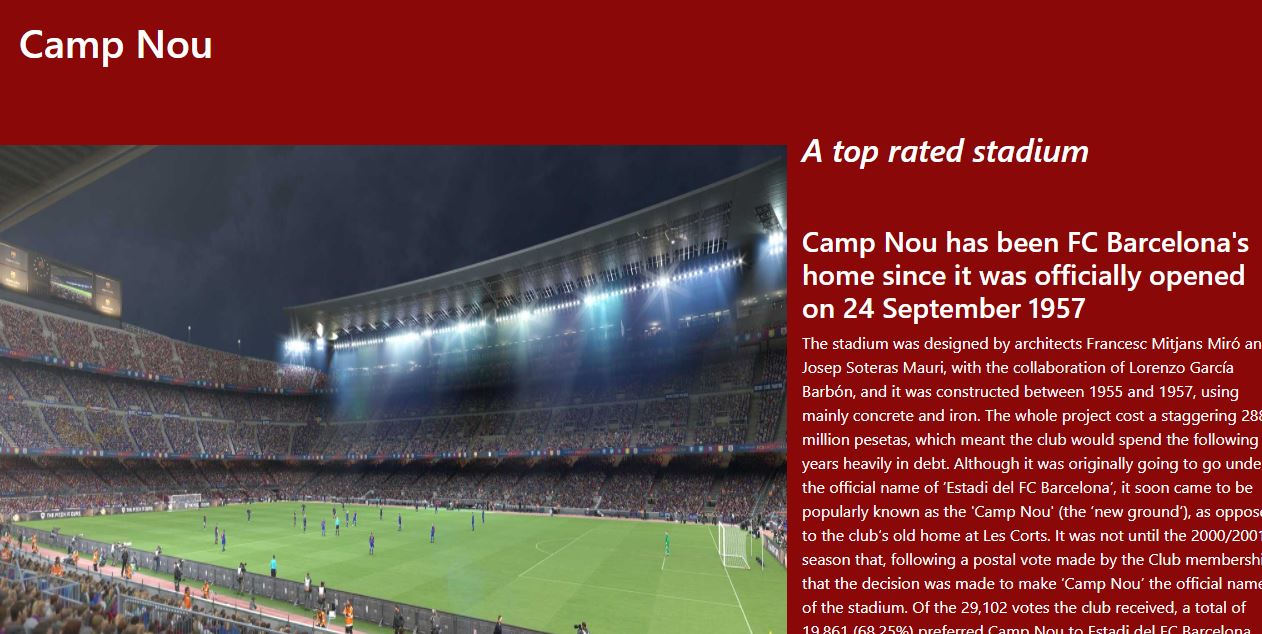 Camp Nou
A top rated stadium
Camp Nou has been FC Barcelona's
home since it was officially opened
on 24 September 1957
The stadium was designed by architects Francesc Mitjans Miró an
Josep Soteras Mauri, with the collaboration of Lorenzo García
Barbón, and it was constructed between 1955 and 1957, using
mainly concrete and iron. The whole project cost a staggering 288
million pesetas, which meant the club would spend the following
years heavily in debt. Although it was originally going to go unde
the official name of ‘Estadi del FC Barcelona’, it soon came to be
popularly known as the 'Camp Nou' (the ‘new ground’), as oppose
to the club’s old home at Les Corts. It was not until the 2000/2001
season that, following a postal vote made by the Club membershi
that the decision was made to make ‘Camp Nou’ the official name
of the stadium. Of the 29,102 votes the club received, a total of
19,861 (68.25%) preferred Camp Nou to Estadi del FC Barcelona